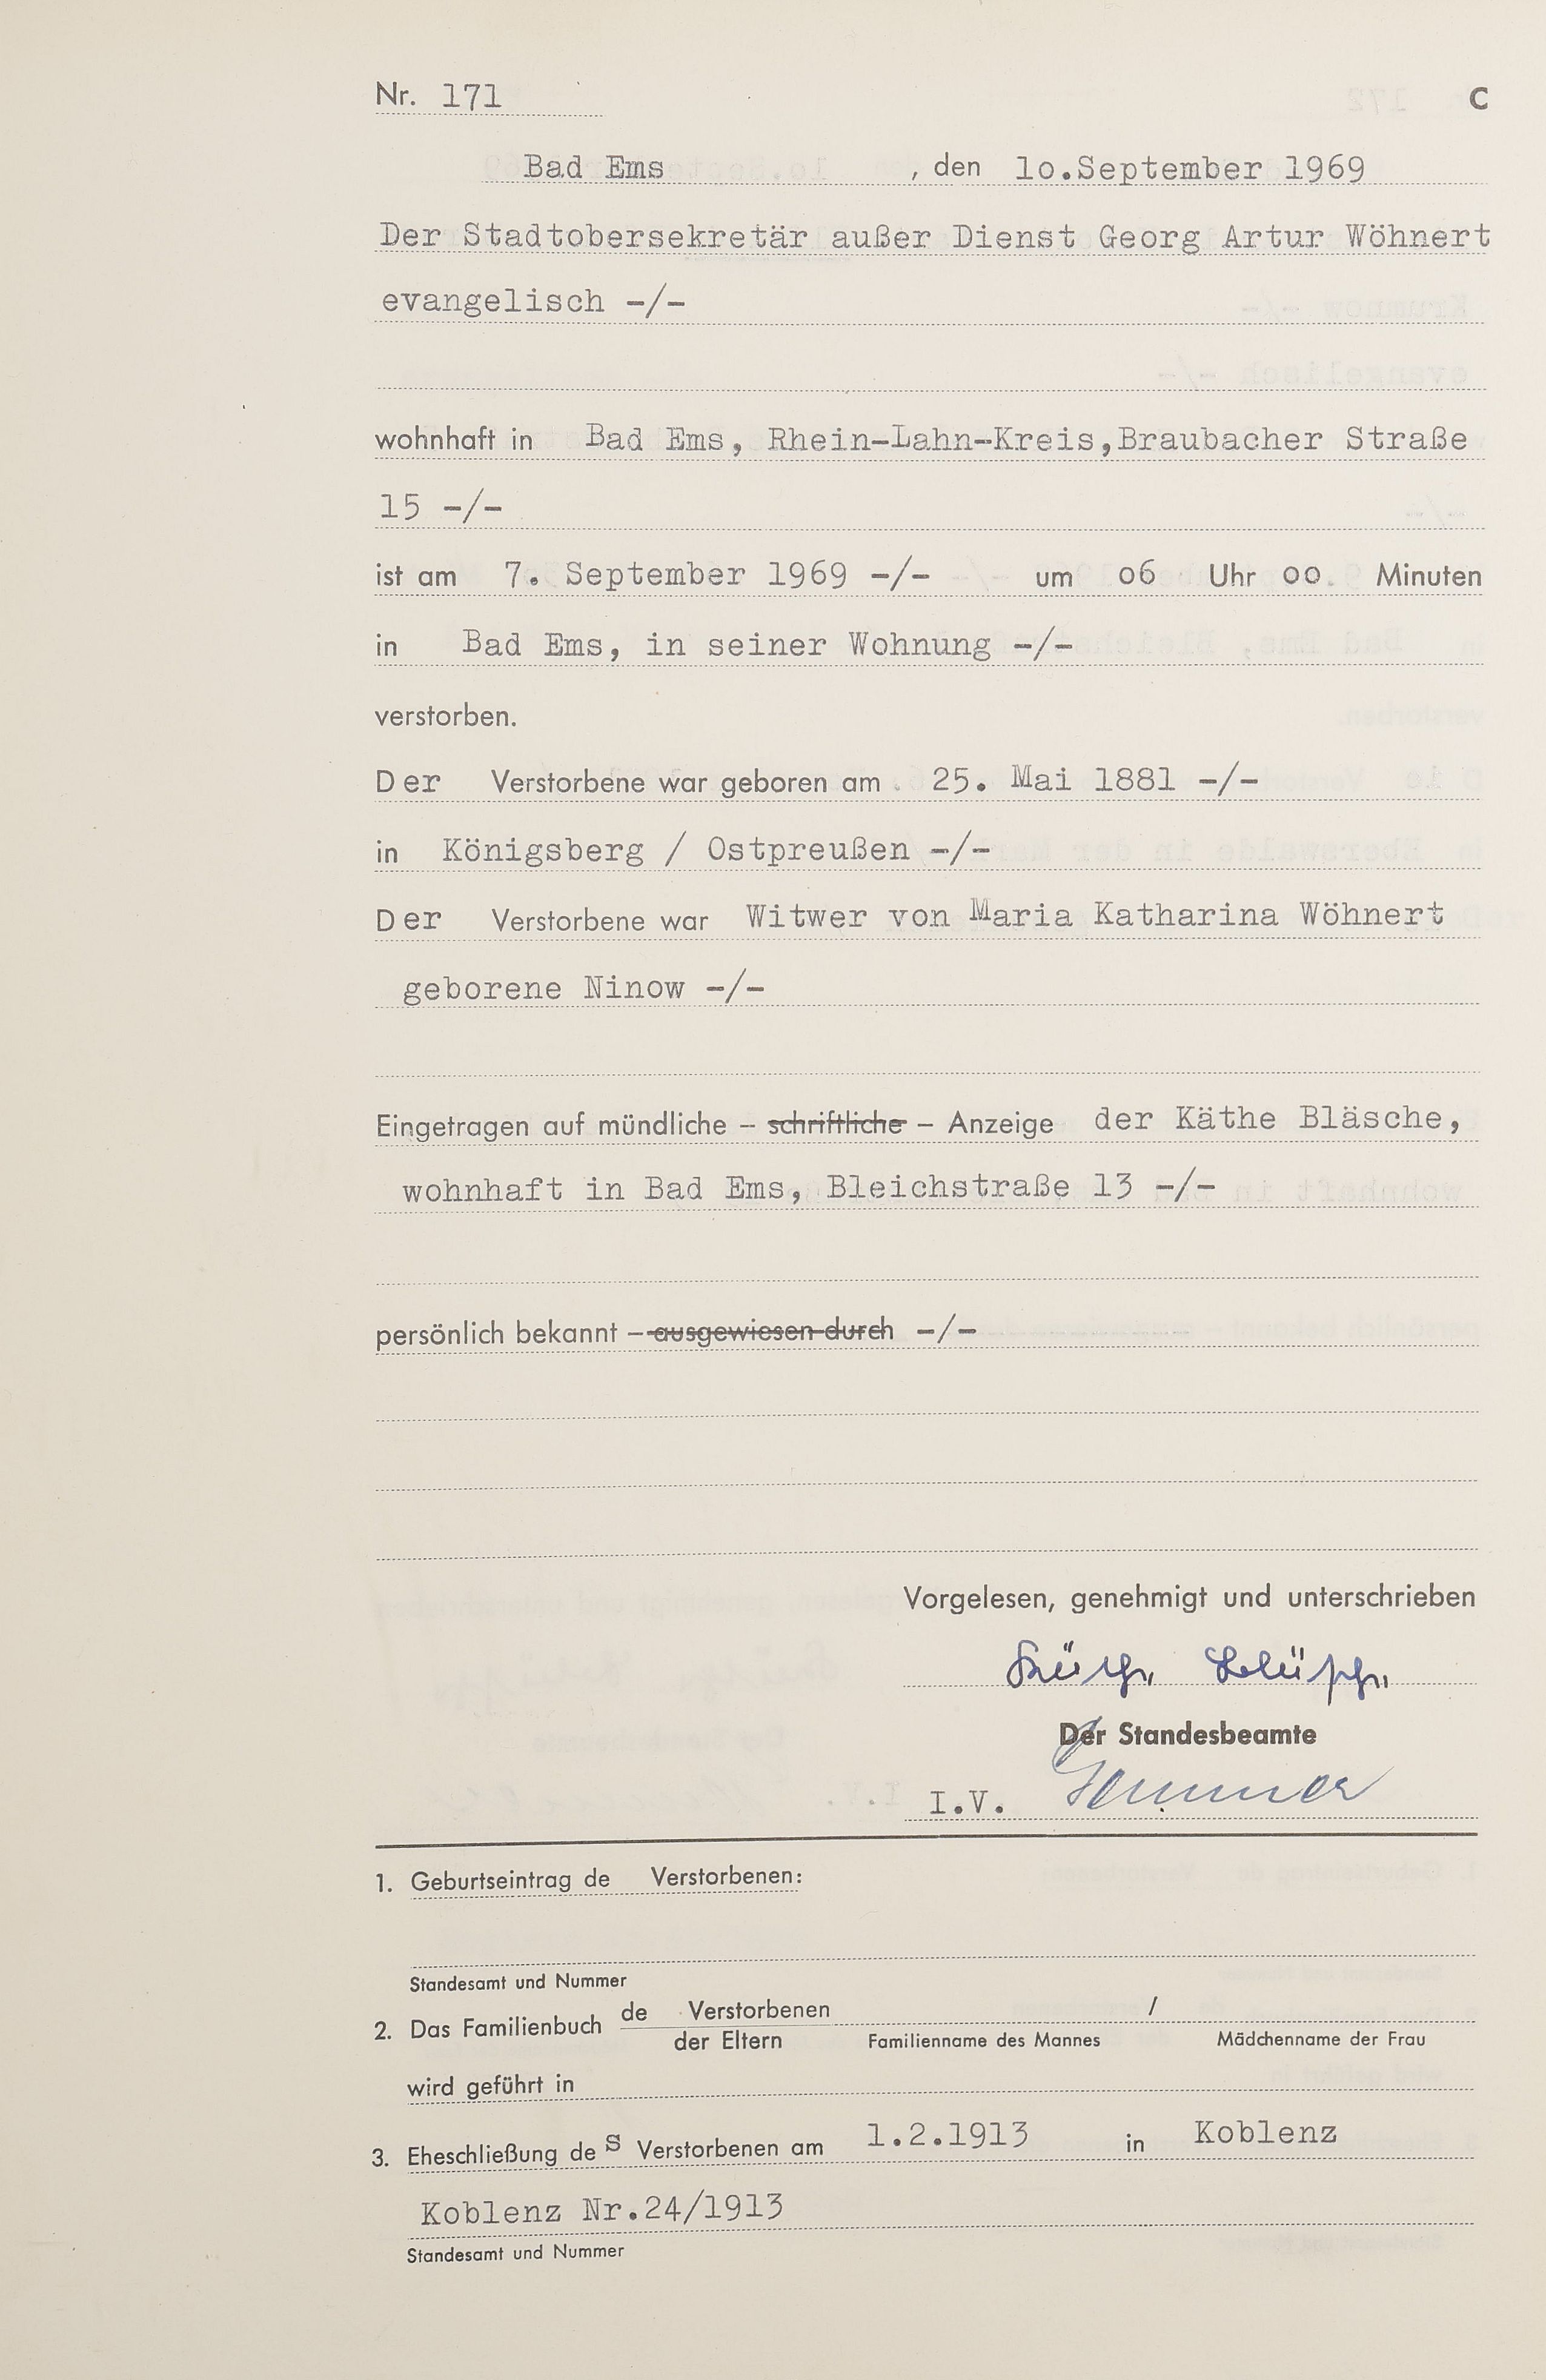 Nr. 171 C
Bad Ems , den 1o.September 1969
Der Stadtobersekretär außer Dienst Georg Artur Wöhnert
evangelisch -/-
wohnhaft in Bad Ems, Rhein-Lahn-Kreis,Braubacher Straße
15 -/-
ist am 7. September 1969 -/- um o6 Uhr oo Minuten
in Bad Ems, in seiner Wohnung -/-
verstorben.
Der Verstorbene war geboren am 25. Mai 1881 -/-
in Königsberg / Ostpreußen -/-
Der Verstorbene war Witwer von Maria Katharina Wöhnert
geborene Ninow -/-
Eingetragen auf mündliche – schriftliche – Anzeige der Käthe Bläsche,
wohnhaft in Bad Ems, Bleichstraße 13 -/-
persönlich bekannt – ausgewiesen durch -/-
Vorgelesen, genehmigt und unterschrieben
Käthe Bläsche
Der Standesbeamte
I.V.
1. Geburtseintrag de Verstorbenen:
Standesamt und Nummer
2. Das Familienbuch de Verstorbenen /
der Eltern Familienname des Mannes Mädchenname der Frau
wird geführt in
3. Eheschließung des Verstorbenen am 1.2.1913 in Koblenz
Koblenz Nr.24/1913
Standesamt und Nummer